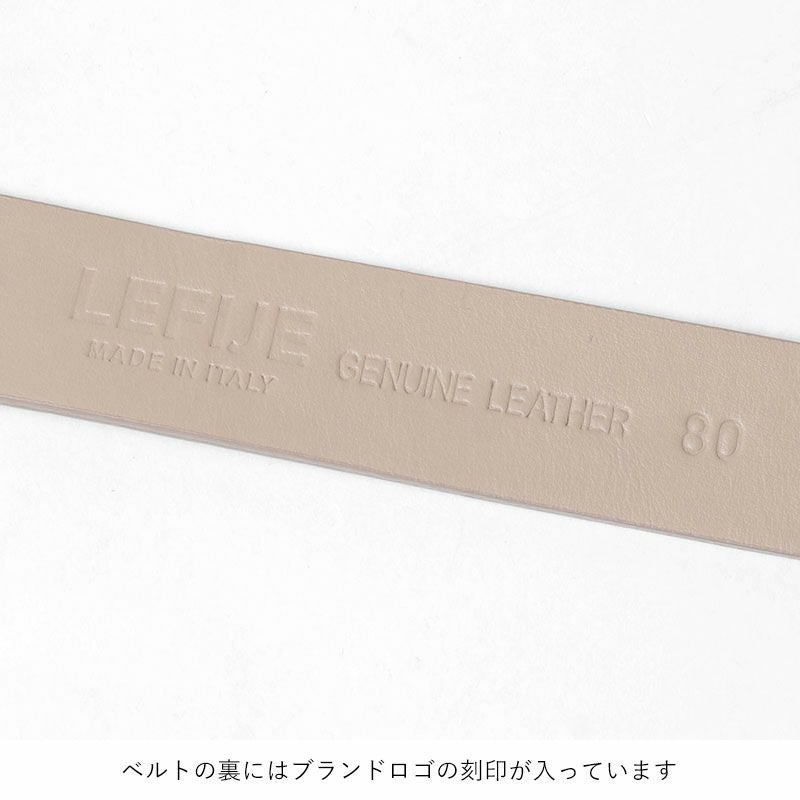 LEFIJE
MADE IN ITALY
GENUINE LEATHER 80
ベルトの裏にはブランドロゴの刻印が入っています